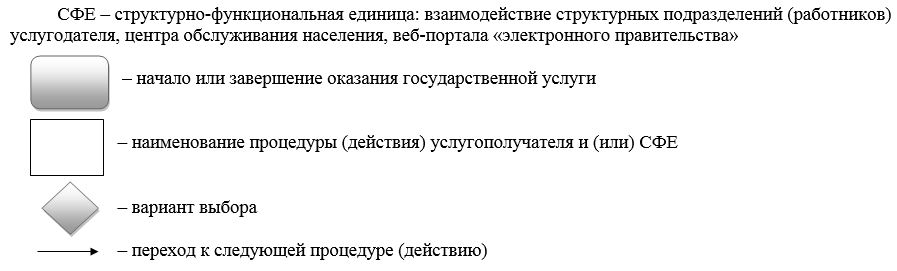 СФЕ – структурно-функциональная единица: взаимодействие структурных подразделений (работников)
услугодателя, центра обслуживания населения, веб-портала «электронного правительства»
– начало или завершение оказания государственной услуги
– наименование процедуры (действия) услугополучателя и (или) СФЕ
– вариант выбора
– переход к следующей процедуре (действию)